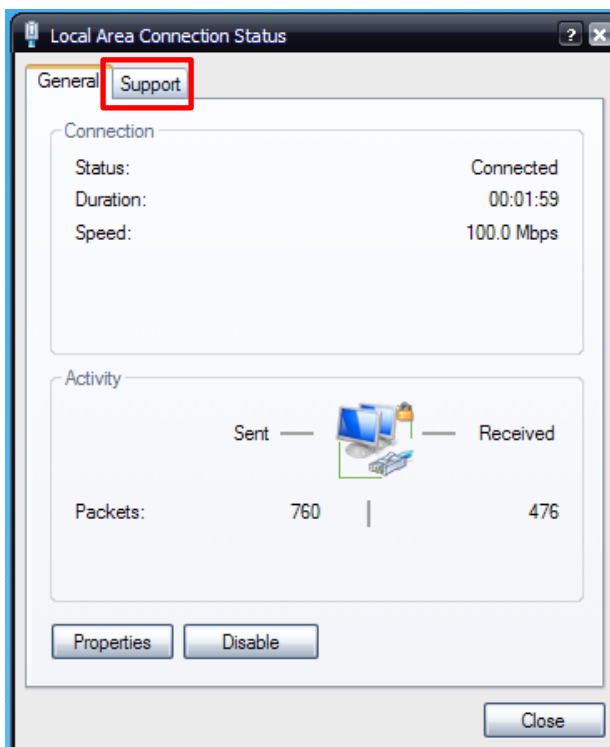 Local Area Connection Status
?
General Support
Connection
Status: Connected
Duration: 00:01:59
Speed: 100.0 Mbps
Activity
Sent Received
Packets: 760 476
Properties Disable
Close